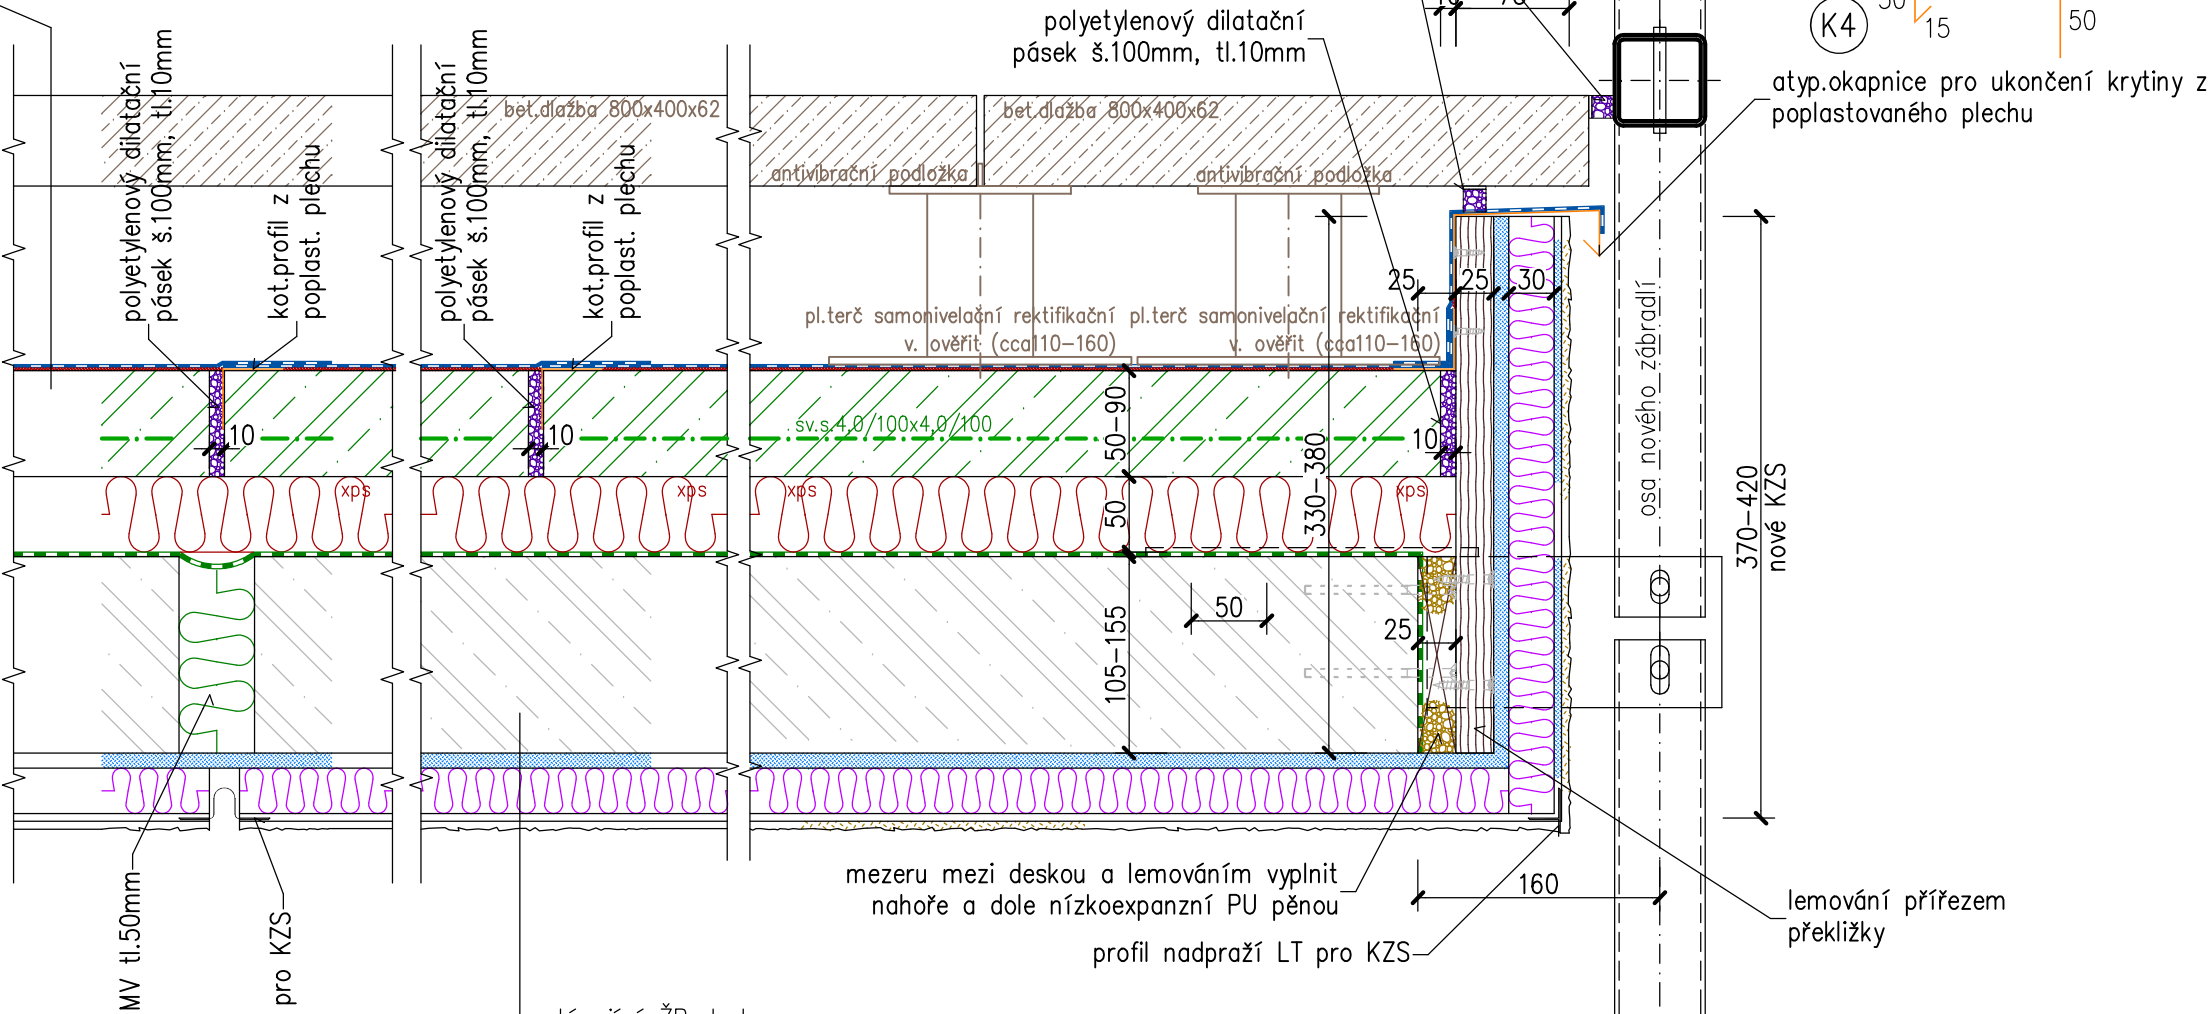 polyetylenový dilatační
pásek š.100mm, tl.10mm
K4
15
50
atyp.okapnice pro ukončení krytiny z
poplastovaného plechu
polyetylenový dilatační
pásek š.100mm, tl.10mm
kot.profil z
poplast. plechu
polyetylenový dilatační
pásek š.100mm, tl.10mm
kot.profil z
poplast. plechu
bet.dlažba 800x400x62
bet.dlažba 800x400x62
antivibrační podložka
antivibrační podložka
25
25
30
pl.terč samonivelační rektifikační
v. ověřit (cca110-160)
pl.terč samonivelační rektifikační
v. ověřit (cca110-160)
osa nového zábradlí
10
10
šv.s.4,0/100x4,0/100
50-90
10
330-380
370-420
nové KZS
xps
xps
xps
xps
50
50
25
105-155
MV tl.50mm
pro KZS
mezeru mezi deskou a lemováním vyplnit
nahoře a dole nízkoexpanzní PU pěnou
160
profil nadpraží LT pro KZS
lemování přířezem
překližky